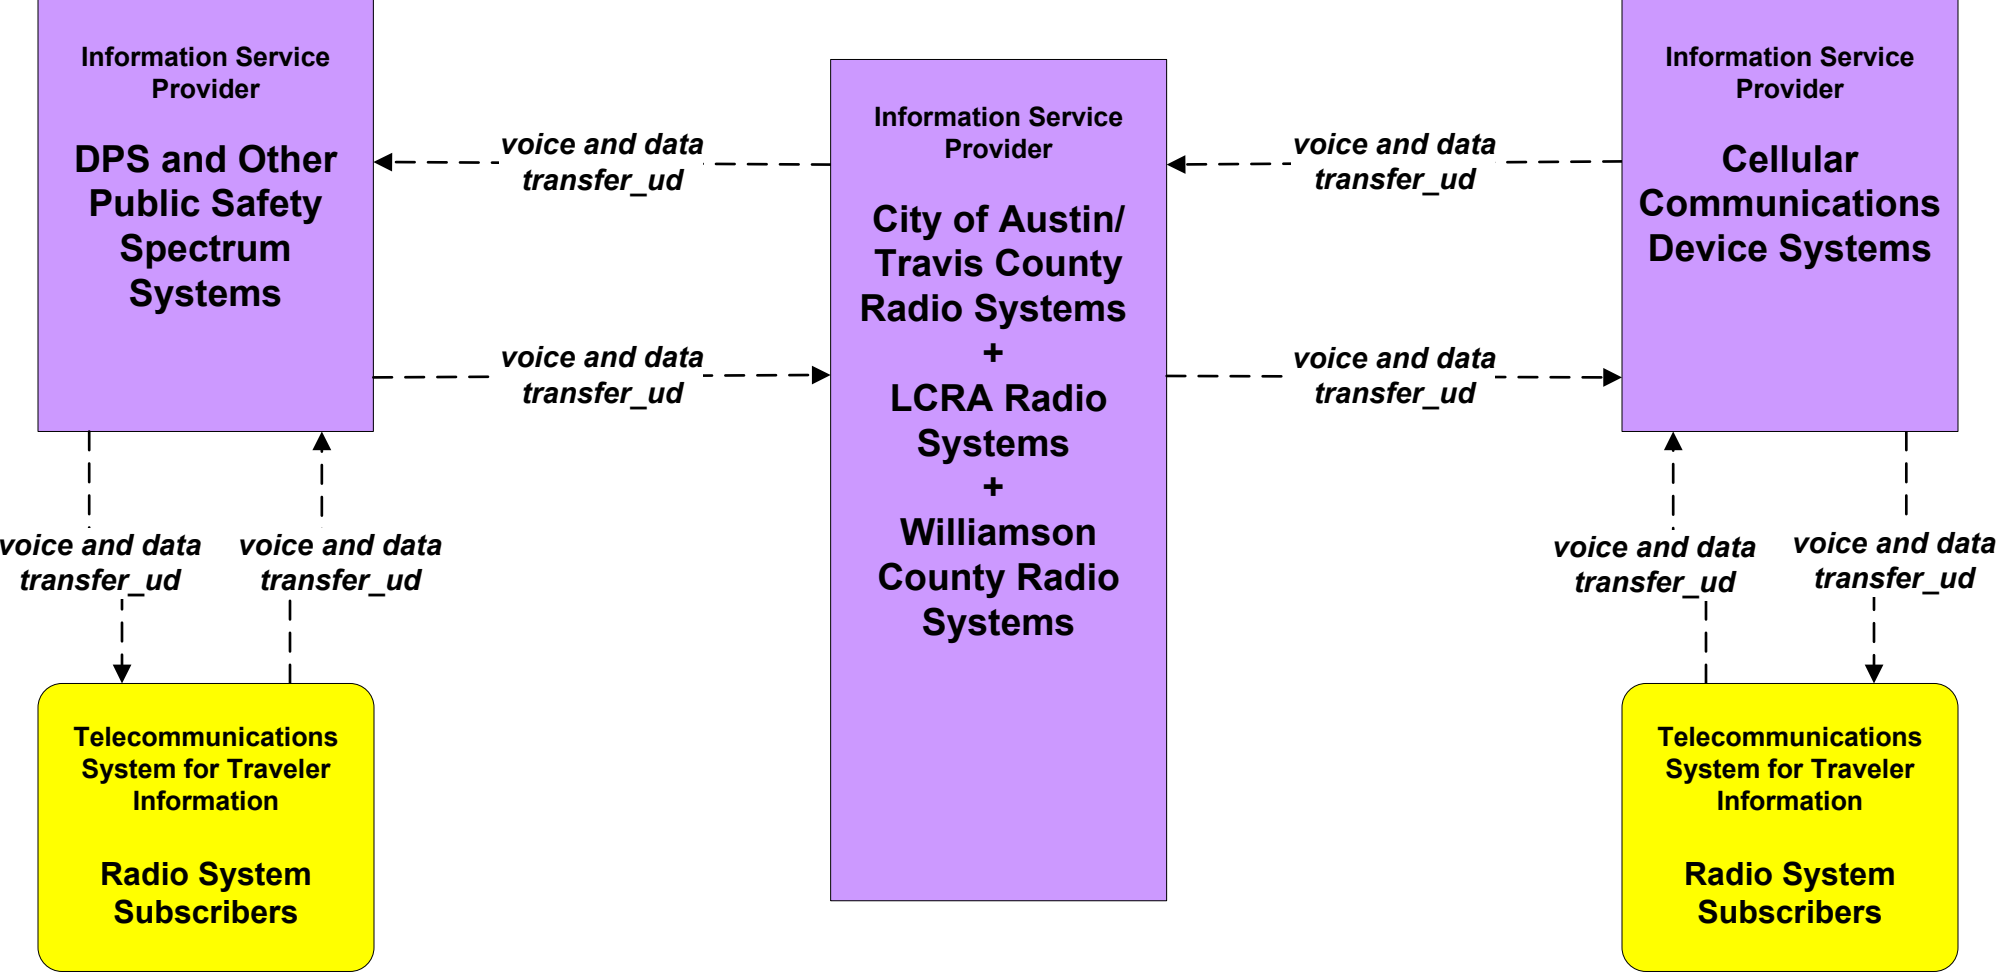 Information Service
Provider
DPS and Other
Public Safety
Spectrum
Systems
voice and data
transfer_ud
voice and data
transfer_ud
Information Service
Provider
City of Austin/
Travis County
Radio Systems
+
LCRA Radio
Systems
+
Williamson
County Radio
Systems
voice and data
transfer_ud
voice and data
transfer_ud
Information Service
Provider
Cellular
Communications
Device Systems
voice and data
transfer_ud
voice and data
transfer_ud
voice and data
transfer_ud
voice and data
transfer_ud
Telecommunications
System for Traveler
Information
Radio System
Subscribers
Telecommunications
System for Traveler
Information
Radio System
Subscribers